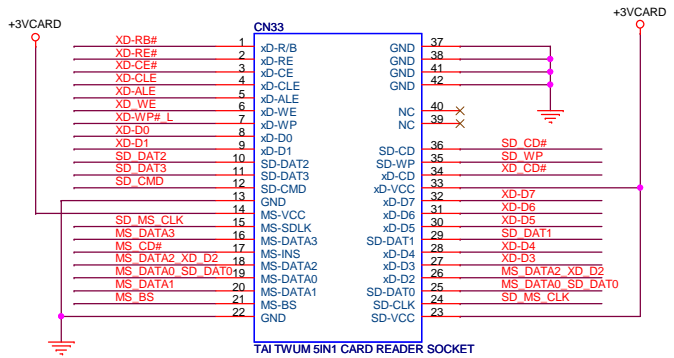 +3VCARD
+3VCARD
CN33
XD-RB# 1 xD-R/B GND 37
XD-RE# 2 xD-RE GND 38
XD-CE# 3 xD-CE GND 41
XD-CLE 4 xD-CLE GND 42
XD-ALE 5 xD-ALE
XD_WE 6 xD-WE NC 40
XD-WP#_L 7 xD-WP NC 39
XD-D0 8 xD-D0
XD-D1 9 xD-D1 SD-CD 36 SD_CD#
SD_DAT2 10 SD-DAT2 SD-WP 35 SD_WP
SD_DAT3 11 SD-DAT3 xD-CD 34 XD_CD#
SD_CMD 12 SD-CMD xD-VCC 33
13 GND xD-D7 32 XD-D7
14 MS-VCC xD-D6 31 XD-D6
SD_MS_CLK 15 MS-SDLK xD-D5 30 XD-D5
MS_DATA3 16 MS-DATA3 SD-DAT1 29 SD_DAT1
MS_CD# 17 MS-INS xD-D4 28 XD-D4
MS_DATA2_XD_D2 18 MS-DATA2 xD-D3 27 XD-D3
MS_DATA0_SD_DAT0 19 MS-DATA0 xD-D2 26 MS_DATA2_XD_D2
MS_DATA1 20 MS-DATA1 SD-DAT0 25 MS_DATA0_SD_DAT0
MS_BS 21 MS-BS SD-CLK 24 SD_MS_CLK
22 GND SD-VCC 23
TAI TWUM 5IN1 CARD READER SOCKET